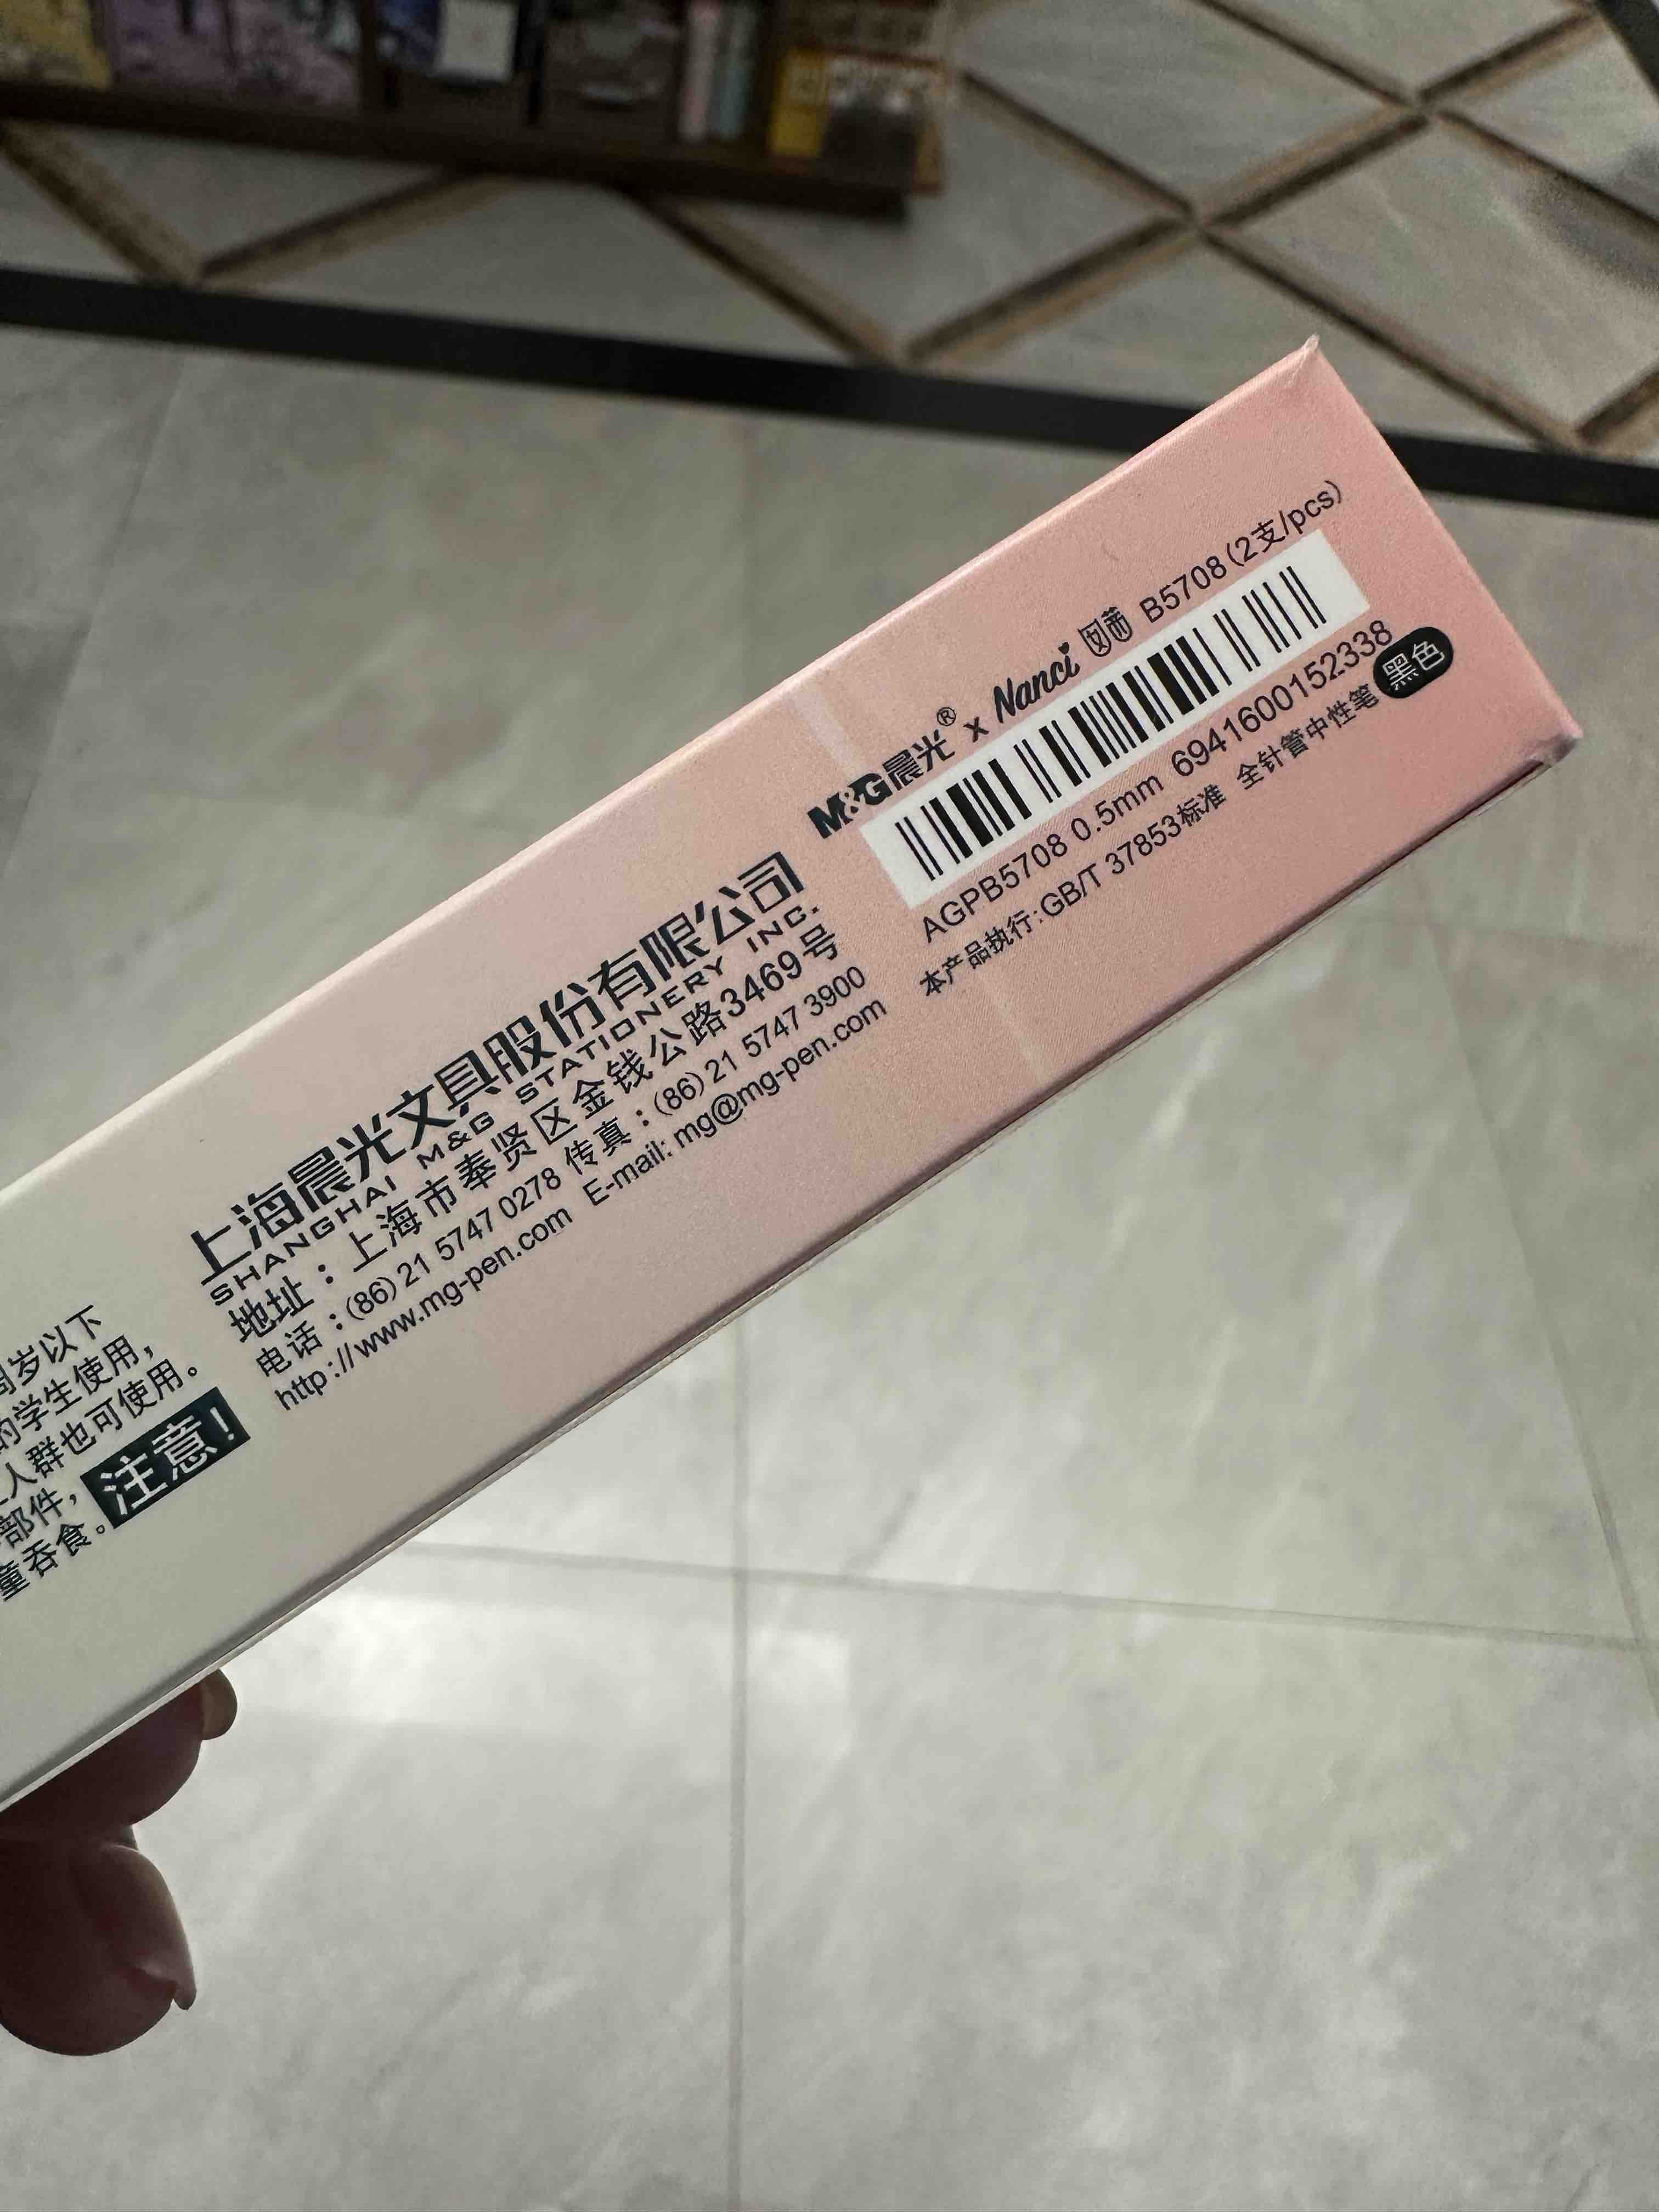 M&G晨光® x Nanci 囡茜 B5708(2支/pcs)
AGPB5708 0.5mm 6941600152338
本产品执行:GB/T 37853标准 全针管中性笔 黑色
上海晨光文具股份有限公司
SHANGHAI M&G STATIONERY INC.
地址：上海市奉贤区金钱公路3469号
电话：(86)21 5747 0278 传真：(86)21 5747 3900
http://www.mg-pen.com E-mail: mg@mg-pen.com
周岁以下
的学生使用，
人群也可使用。
部件，
童吞食。
注意！